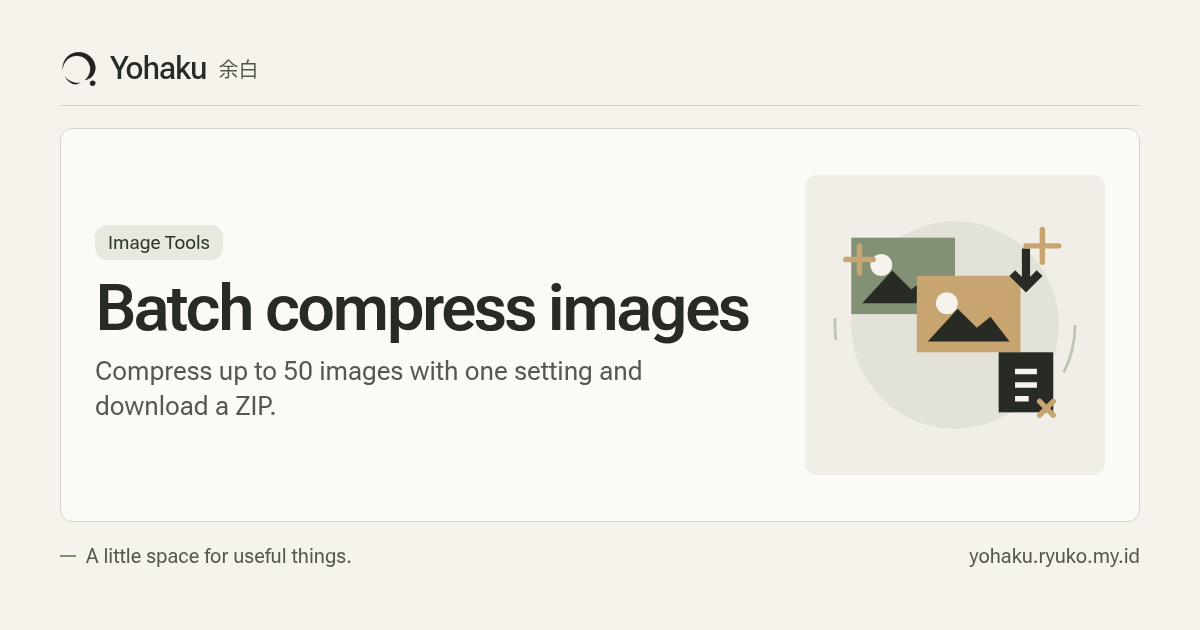 Yohaku 余白
Image Tools
Batch compress images
Compress up to 50 images with one setting and
download a ZIP.
— A little space for useful things.
yohaku.ryuko.my.id